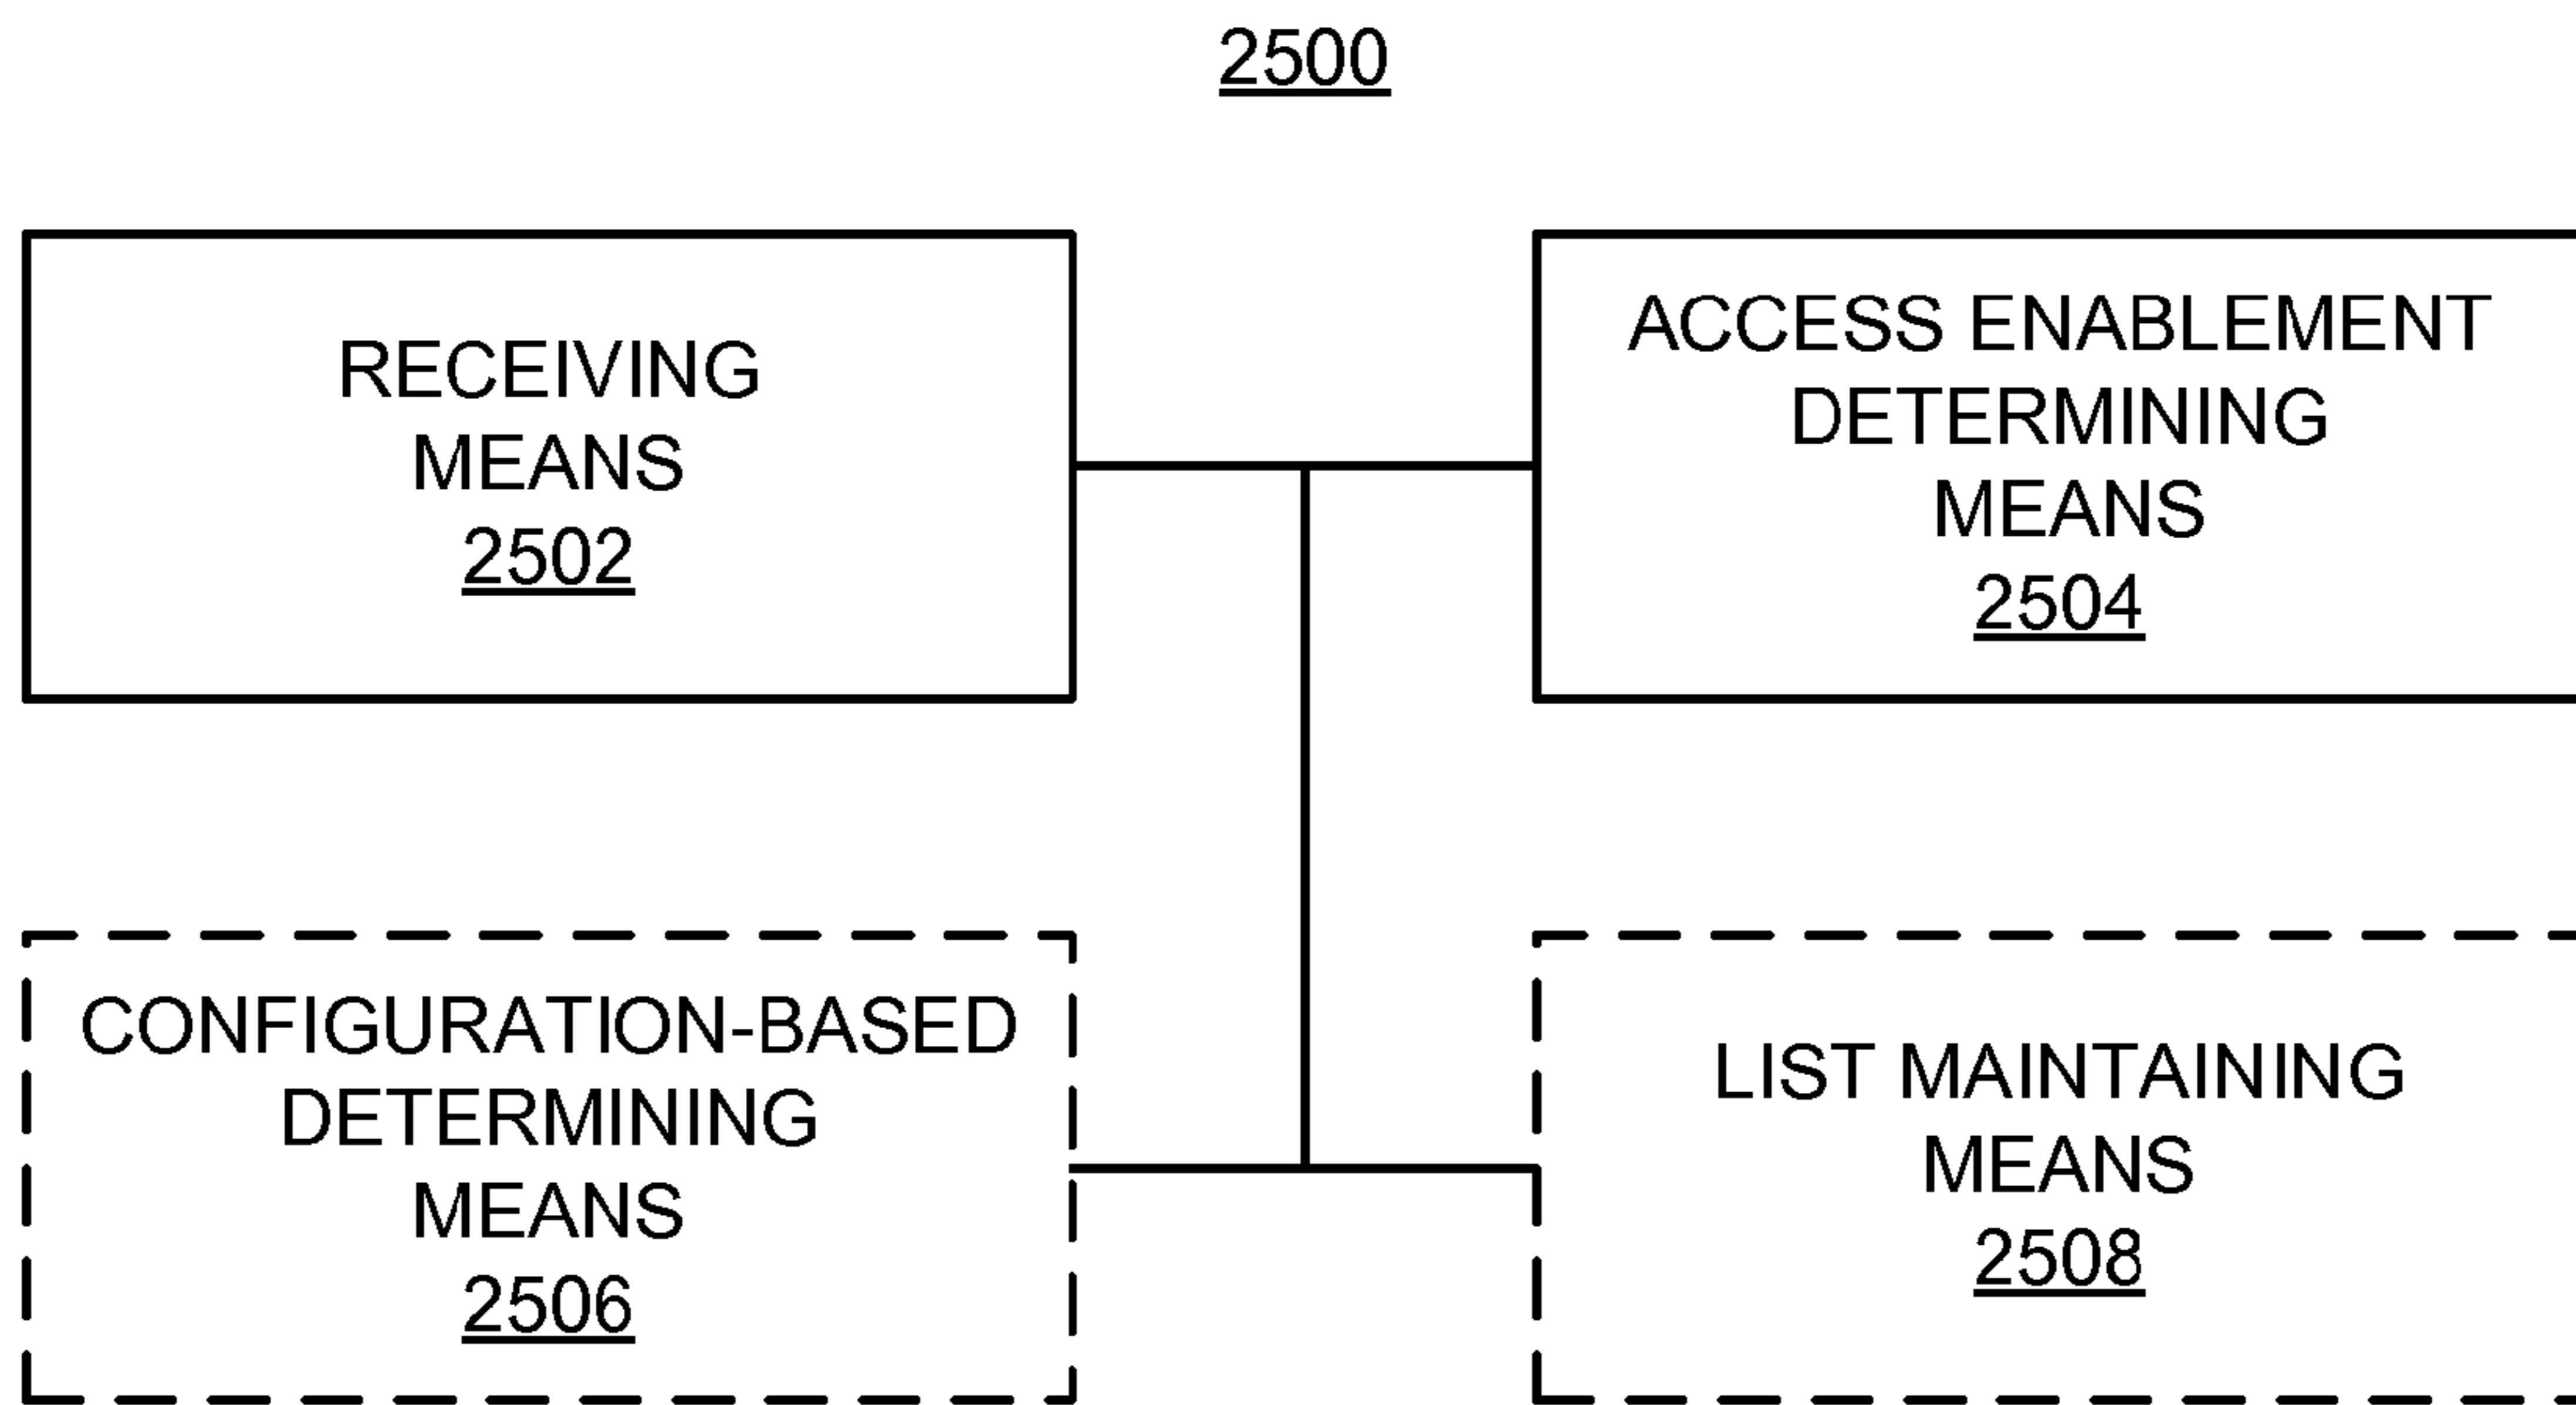 2500
RECEIVING
MEANS
2502
ACCESS ENABLEMENT
DETERMINING
MEANS
2504
CONFIGURATION-BASED
DETERMINING
MEANS
2506
LIST MAINTAINING
MEANS
2508